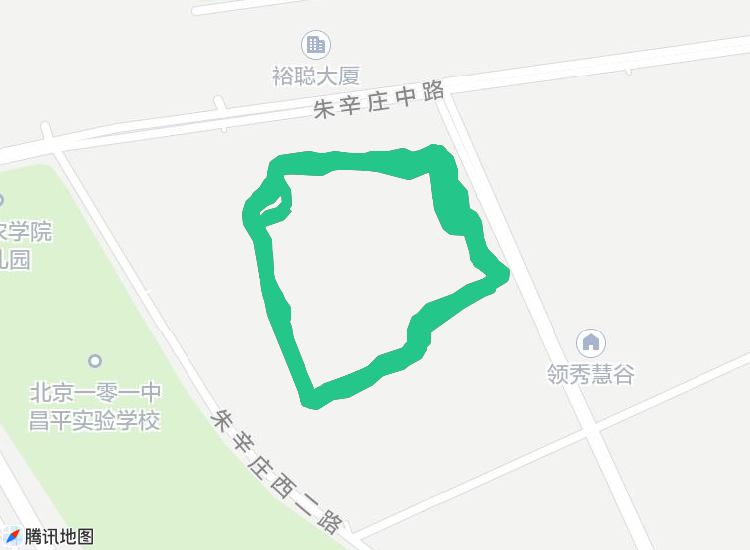 裕聪大厦
朱辛庄中路
农学院
儿园
领秀慧谷
北京一零一中
昌平实验学校
朱辛庄西二路
腾讯地图